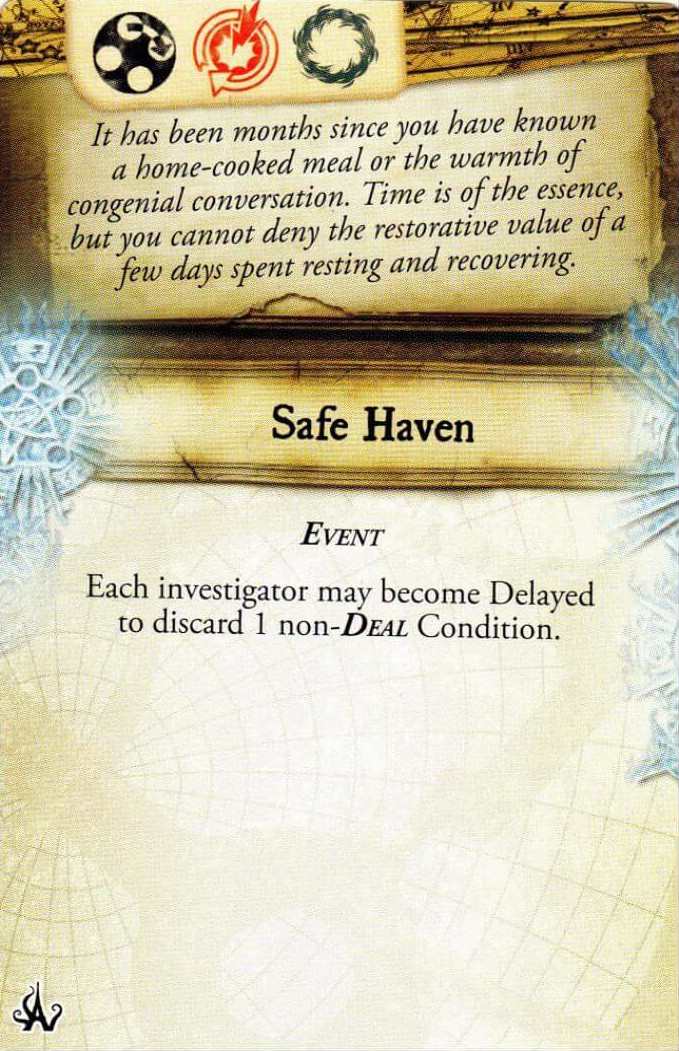 It has been months since you have known
a home-cooked meal or the warmth of
congenial conversation. Time is of the essence,
but you cannot deny the restorative value of a
few days spent resting and recovering.
Safe Haven
EVENT
Each investigator may become Delayed
to discard 1 non-DEAL Condition.